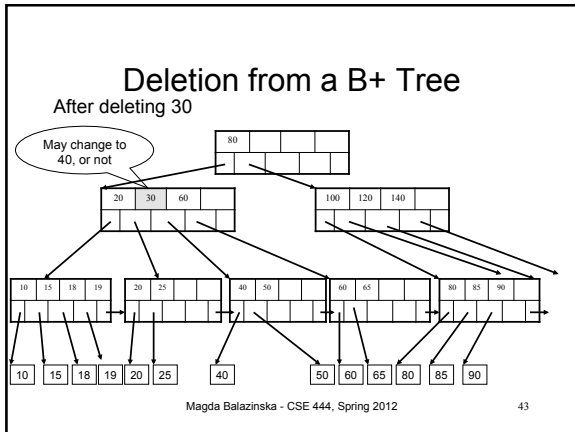 Deletion from a B+ Tree
After deleting 30
May change to
40, or not
80
20 30 60
100 120 140
10 15 18 19
20 25
40 50
60 65
80 85 90
10 15 18 19 20 25 40 50 60 65 80 85 90
Magda Balazinska - CSE 444, Spring 2012 43